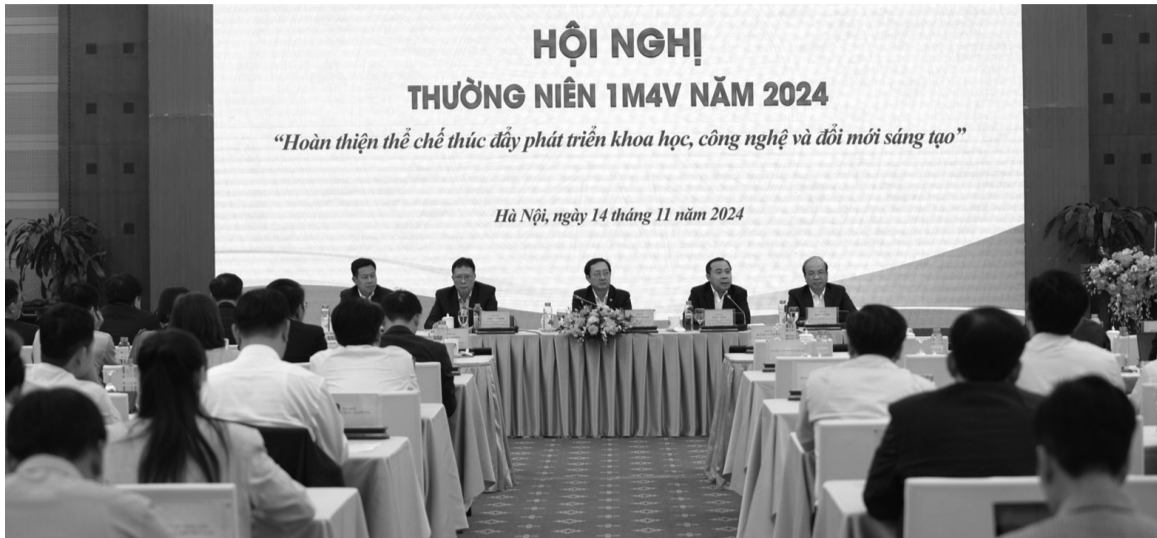 HỘI NGHỊ
THƯỜNG NIÊN 1M4V NĂM 2024
“Hoàn thiện thể chế thúc đẩy phát triển khoa học, công nghệ và đổi mới sáng tạo”
Hà Nội, ngày 14 tháng 11 năm 2024